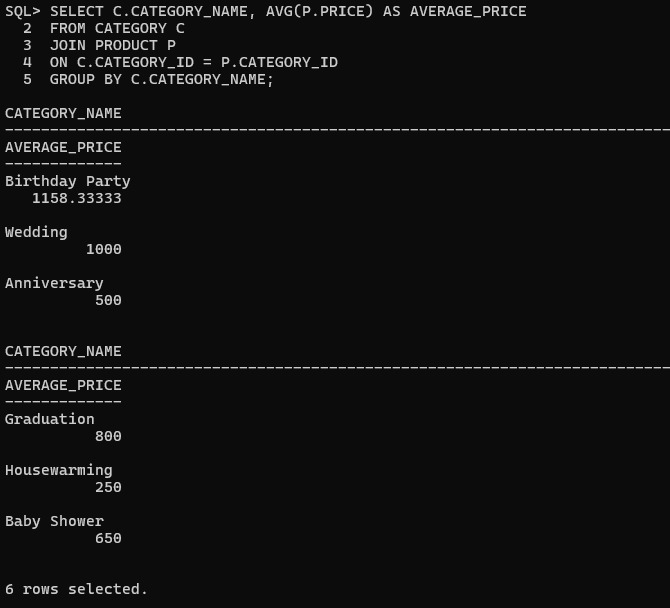 SQL> SELECT C.CATEGORY_NAME, AVG(P.PRICE) AS AVERAGE_PRICE
  2  FROM CATEGORY C
  3  JOIN PRODUCT P
  4  ON C.CATEGORY_ID = P.CATEGORY_ID
  5  GROUP BY C.CATEGORY_NAME;

CATEGORY_NAME
--------------------------------------------------------------------------
AVERAGE_PRICE
-------------
Birthday Party
   1158.33333

Wedding
         1000

Anniversary
          500


CATEGORY_NAME
--------------------------------------------------------------------------
AVERAGE_PRICE
-------------
Graduation
          800

Housewarming
          250

Baby Shower
          650


6 rows selected.